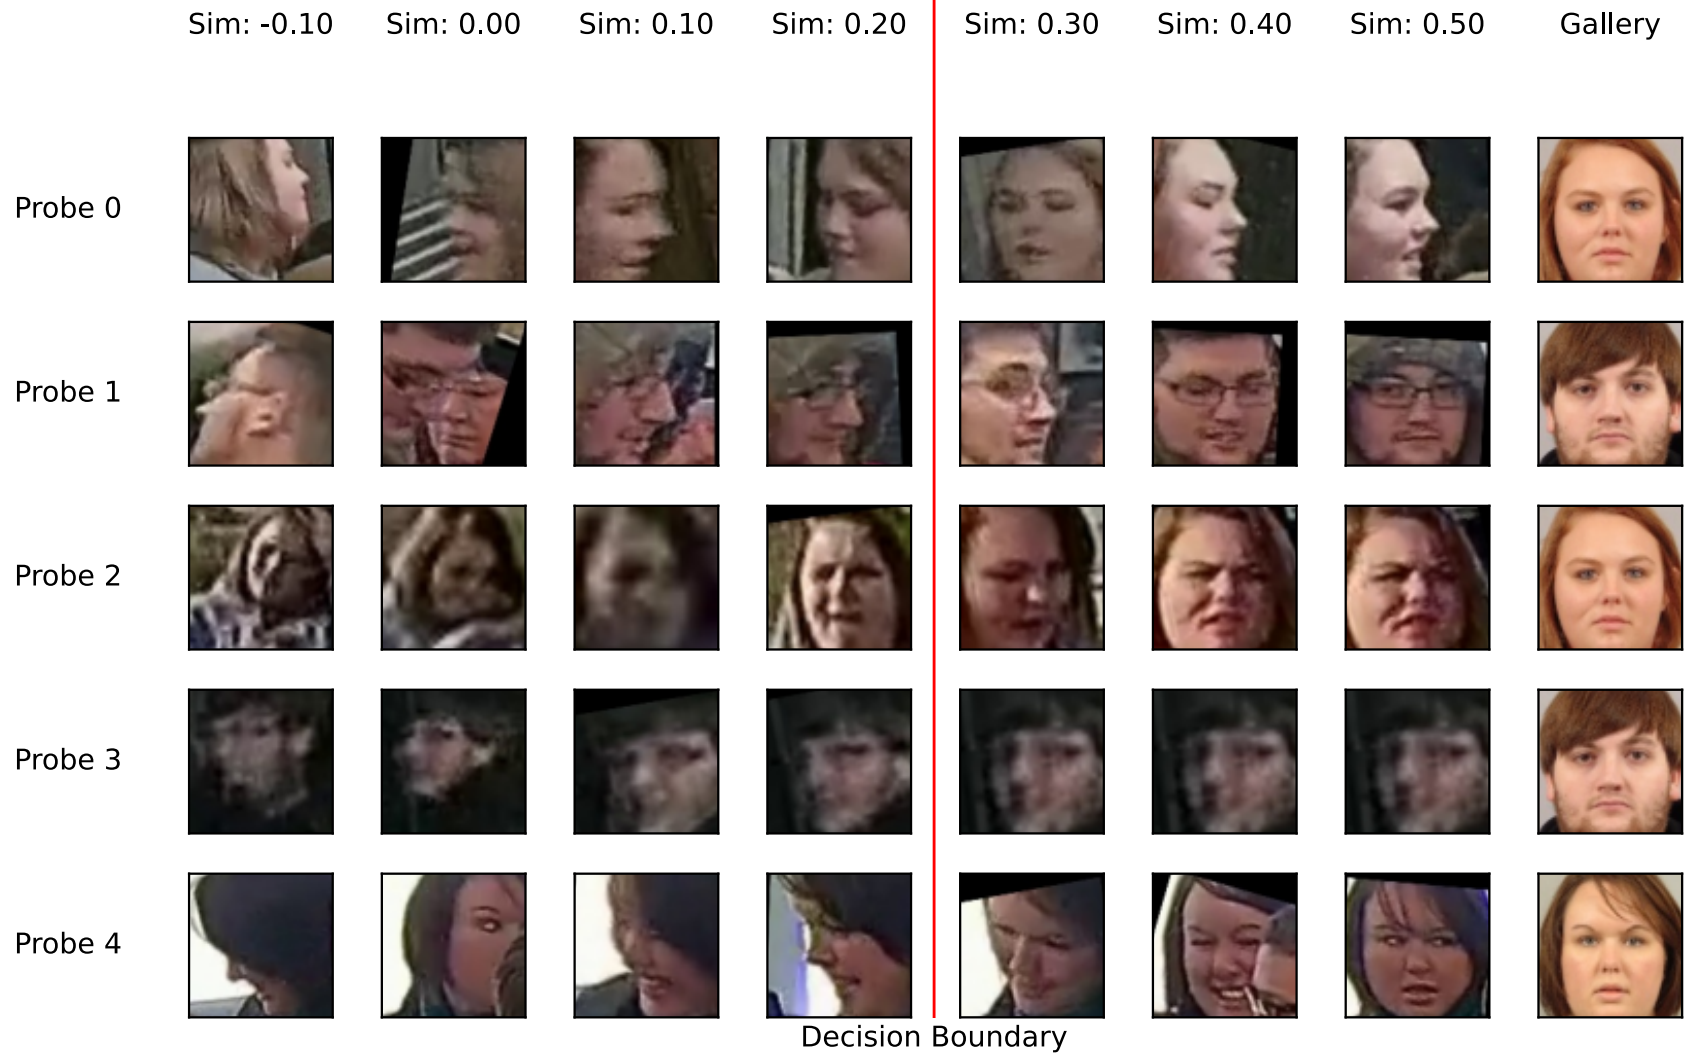 Sim: -0.10 Sim: 0.00 Sim: 0.10 Sim: 0.20 Sim: 0.30 Sim: 0.40 Sim: 0.50 Gallery
Probe 0
Probe 1
Probe 2
Probe 3
Probe 4
Decision Boundary